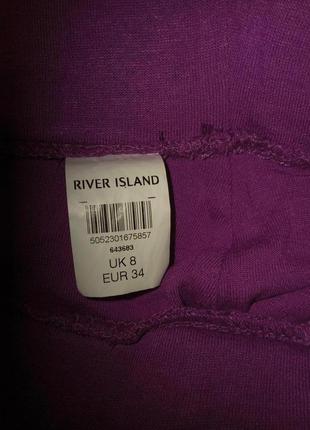 RIVER ISLAND
5052301675857
643683
UK 8
EUR 34